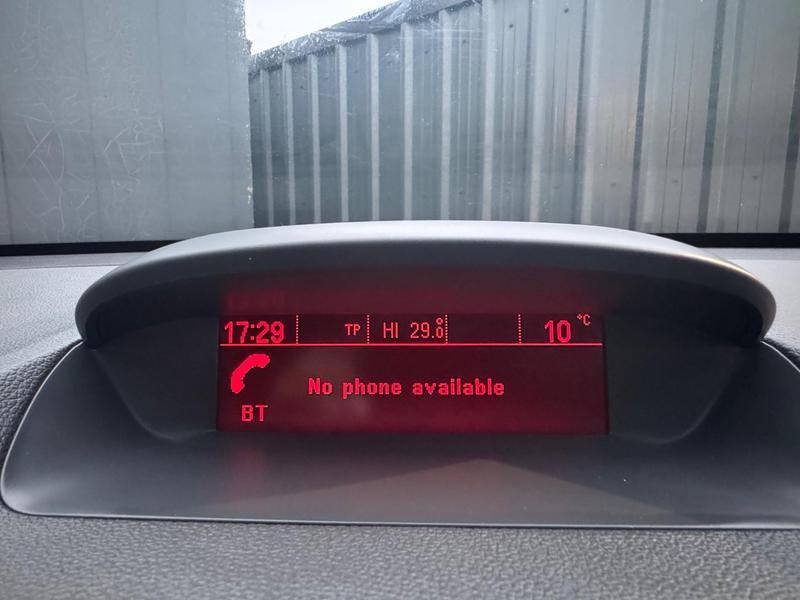 17:29 TP HI 29.0° 10 °C
No phone available
BT